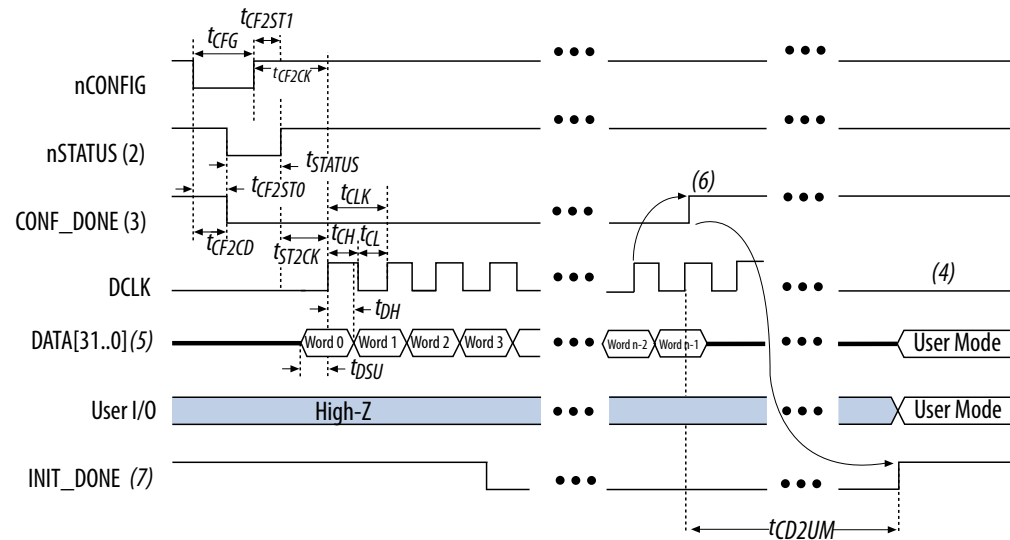 tCF2ST1
tCFG
tCF2CK
nCONFIG
nSTATUS (2)
tSTATUS
tCF2ST0
tCLK
(6)
CONF_DONE (3)
tCF2CD
tST2CK
tCH
tCL
DCLK
(4)
tDH
DATA[31..0](5)
Word 0
Word 1
Word 2
Word 3
Word n-2
Word n-1
User Mode
tDSU
User I/O
High-Z
User Mode
INIT_DONE (7)
tCD2UM